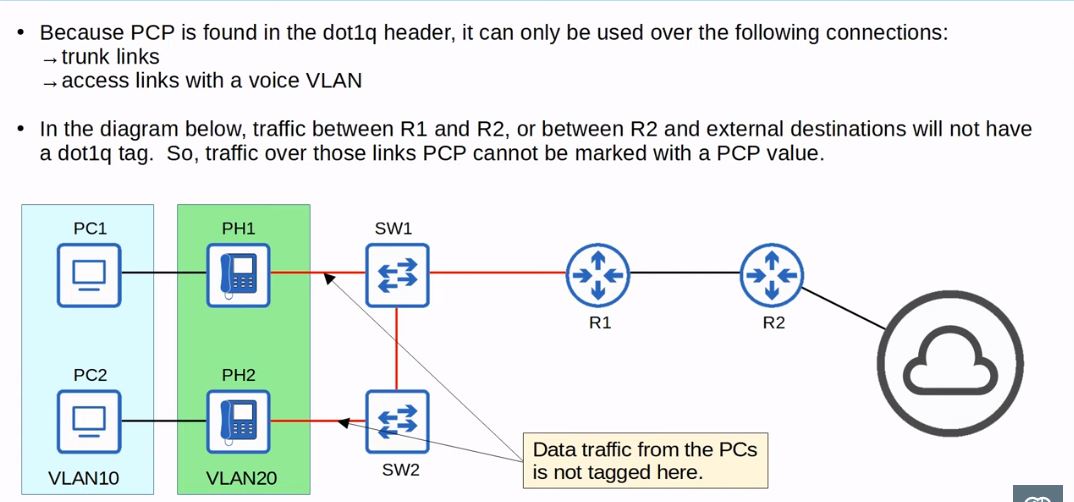 • Because PCP is found in the dot1q header, it can only be used over the following connections:
→trunk links
→access links with a voice VLAN
• In the diagram below, traffic between R1 and R2, or between R2 and external destinations will not have
a dot1q tag.  So, traffic over those links PCP cannot be marked with a PCP value.
PC1
PH1
SW1
R1
R2
PC2
PH2
SW2
VLAN10
VLAN20
Data traffic from the PCs
is not tagged here.